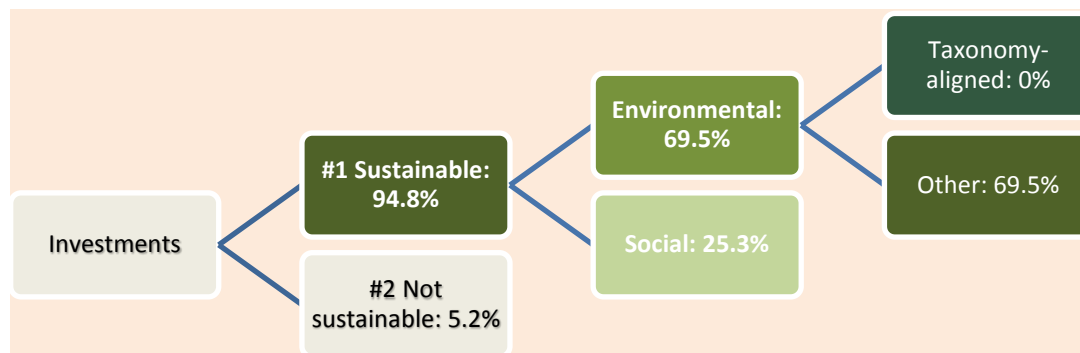 Investments
#1 Sustainable:
94.8%
#2 Not
sustainable: 5.2%
Environmental:
69.5%
Social: 25.3%
Taxonomy-
aligned: 0%
Other: 69.5%